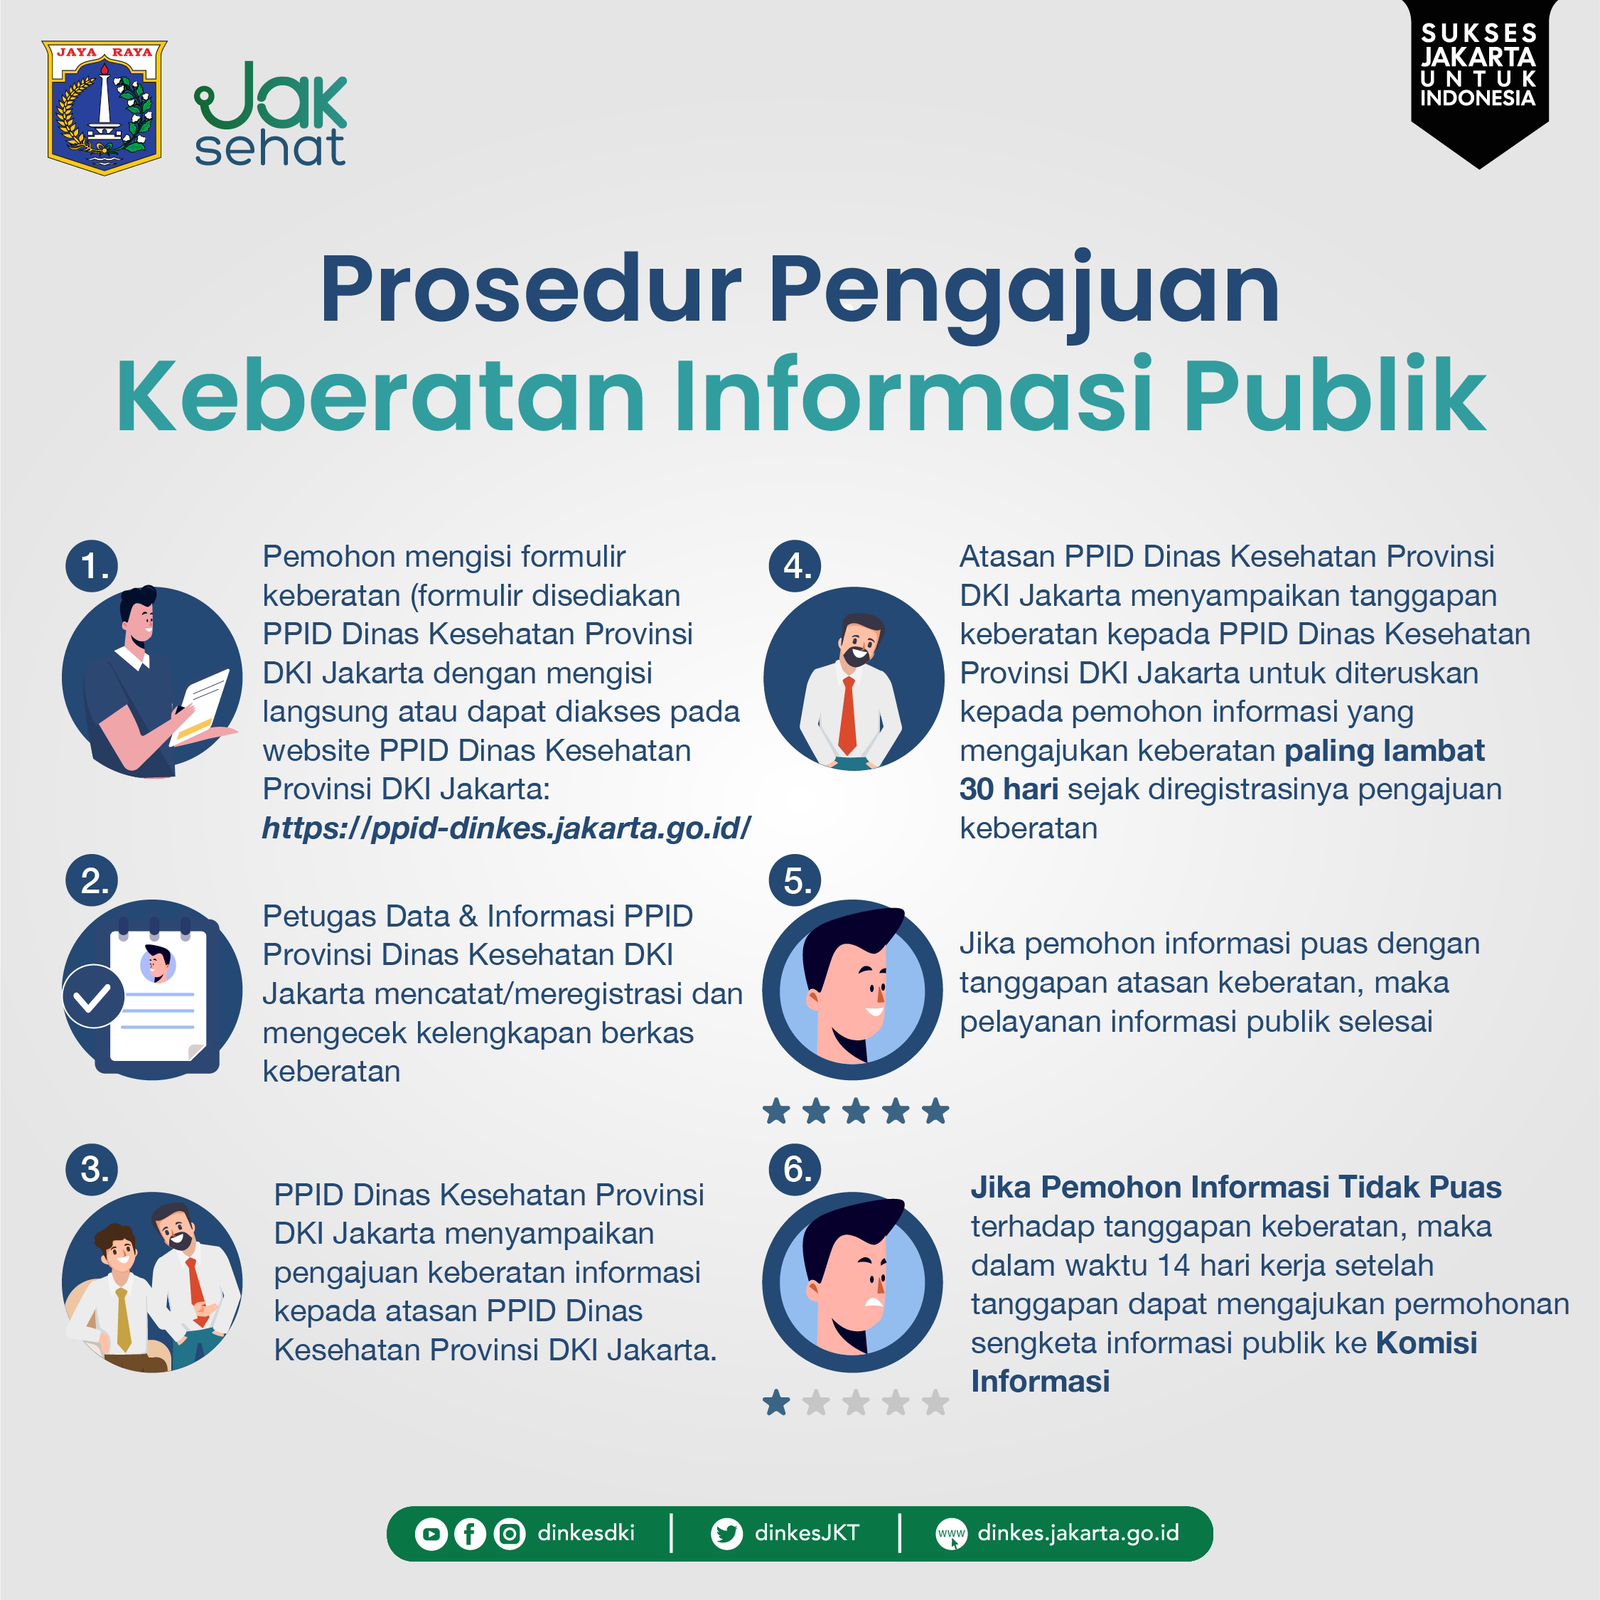 JAYA RAYA
Jak
sehat
SUKSES
JAKARTA
UNTUK
INDONESIA
Prosedur Pengajuan
Keberatan Informasi Publik
1.
Pemohon mengisi formulir
keberatan (formulir disediakan
PPID Dinas Kesehatan Provinsi
DKI Jakarta dengan mengisi
langsung atau dapat diakses pada
website PPID Dinas Kesehatan
Provinsi DKI Jakarta:
https://ppid-dinkes.jakarta.go.id/
2.
Petugas Data & Informasi PPID
Provinsi Dinas Kesehatan DKI
Jakarta mencatat/meregistrasi dan
mengecek kelengkapan berkas
keberatan
3.
PPID Dinas Kesehatan Provinsi
DKI Jakarta menyampaikan
pengajuan keberatan informasi
kepada atasan PPID Dinas
Kesehatan Provinsi DKI Jakarta.
4.
Atasan PPID Dinas Kesehatan Provinsi
DKI Jakarta menyampaikan tanggapan
keberatan kepada PPID Dinas Kesehatan
Provinsi DKI Jakarta untuk diteruskan
kepada pemohon informasi yang
mengajukan keberatan paling lambat
30 hari sejak diregistrasinya pengajuan
keberatan
5.
Jika pemohon informasi puas dengan
tanggapan atasan keberatan, maka
pelayanan informasi publik selesai
6.
Jika Pemohon Informasi Tidak Puas
terhadap tanggapan keberatan, maka
dalam waktu 14 hari kerja setelah
tanggapan dapat mengajukan permohonan
sengketa informasi publik ke Komisi
Informasi
dinkesdki
dinkesJKT
www
dinkes.jakarta.go.id